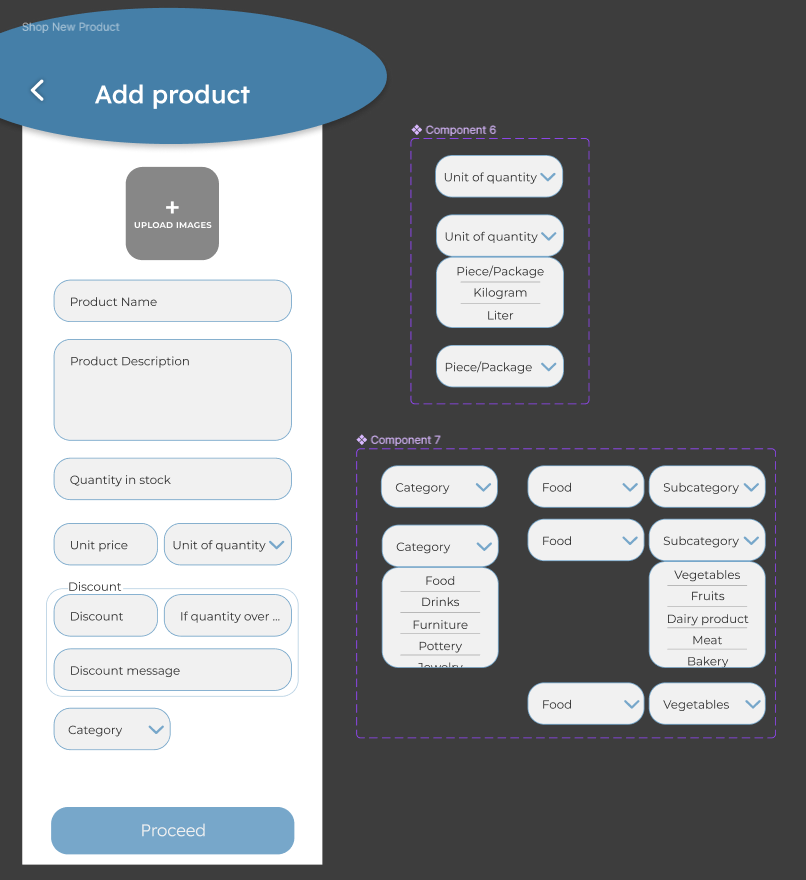 Shop New Product
Add product
+
UPLOAD IMAGES
Product Name
Product Description
Quantity in stock
Unit price
Unit of quantity
Discount
Discount
If quantity over ...
Discount message
Category
Proceed
Component 6
Unit of quantity
Unit of quantity
Piece/Package
Kilogram
Liter
Piece/Package
Component 7
Category
Food
Subcategory
Category
Food
Drinks
Furniture
Pottery
Jewelry
Food
Subcategory
Vegetables
Fruits
Dairy product
Meat
Bakery
Food
Vegetables